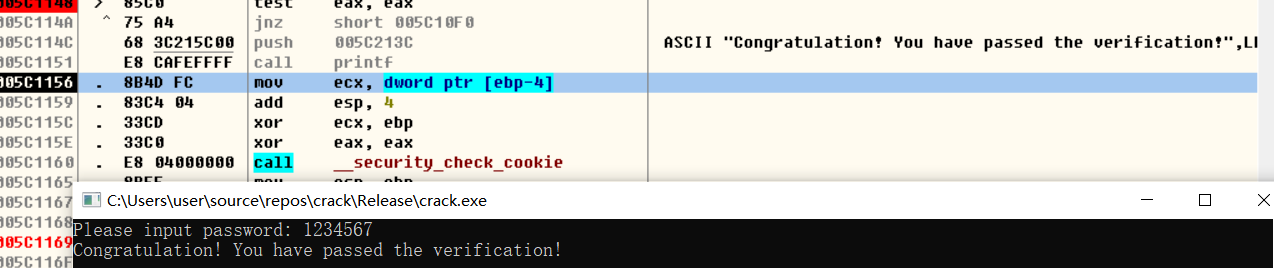 005C1148 > 85C0 test eax, eax
005C114A ^ 75 A4 jnz short 005C10F0
005C114C 68 3C215C00 push 005C213C ASCII "Congratulation! You have passed the verification!",LF
005C1151 E8 CAFEFFFF call printf
005C1156 . 8B4D FC mov ecx, dword ptr [ebp-4]
005C1159 . 83C4 04 add esp, 4
005C115C . 33CD xor ecx, ebp
005C115E . 33C0 xor eax, eax
005C1160 . E8 04000000 call __security_check_cookie
005C1165 . 8BE5 mov esp, ebp
005C1167
005C1168
005C1169
005C116F
C:\Users\user\source\repos\crack\Release\crack.exe
Please input password: 1234567
Congratulation! You have passed the verification!